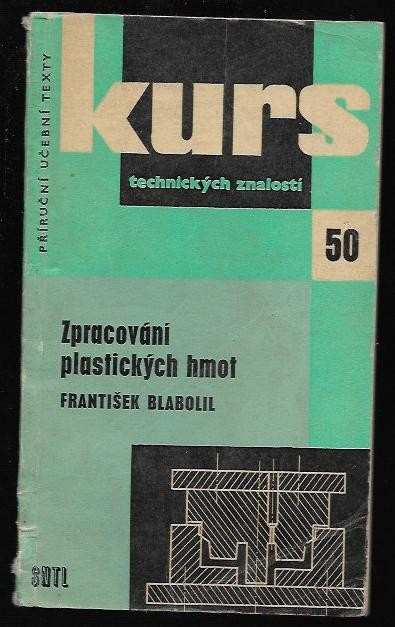 PŘÍRUČNÍ UČEBNÍ TEXTY
kurs
technických znalostí
50
Zpracování
plastických hmot
FRANTIŠEK BLABOLIL
SNTL